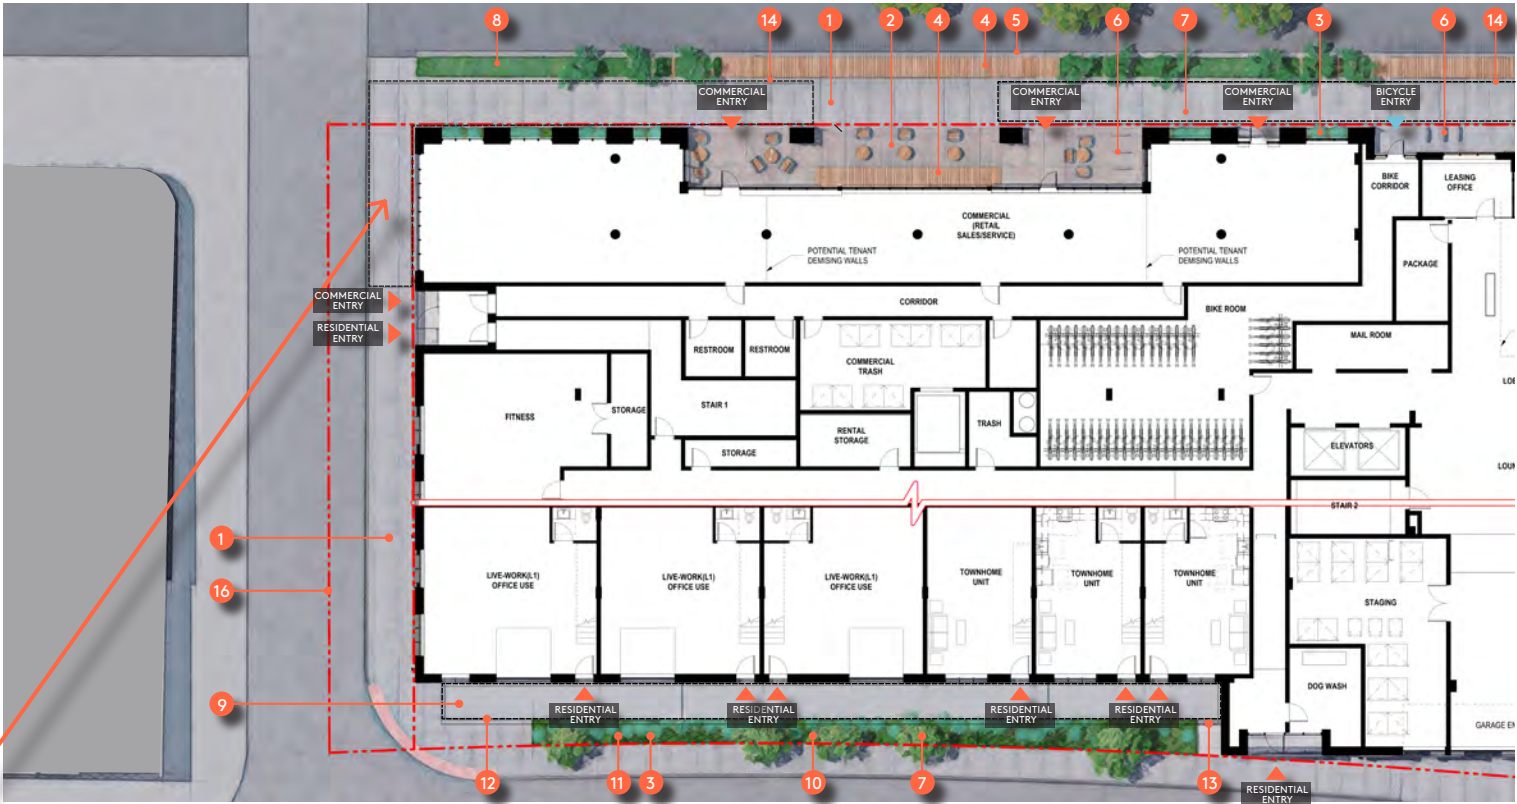 8
14
1
2
4
4
5
6
7
3
6
14
COMMERCIAL
ENTRY
COMMERCIAL
ENTRY
COMMERCIAL
ENTRY
BICYCLE
ENTRY
BIKE
CORRIDOR
LEASING
OFFICE
COMMERCIAL
(RETAIL
SALES/SERVICE)
POTENTIAL TENANT
DEMISING WALLS
POTENTIAL TENANT
DEMISING WALLS
PACKAGE
COMMERCIAL
ENTRY
RESIDENTIAL
ENTRY
CORRIDOR
BIKE ROOM
MAIL ROOM
RESTROOM
RESTROOM
COMMERCIAL
TRASH
FITNESS
STORAGE
STAIR 1
STORAGE
RENTAL
STORAGE
TRASH
ELEVATORS
STAIR 2
1
16
LIVE-WORK(L1)
OFFICE USE
LIVE-WORK(L1)
OFFICE USE
LIVE-WORK(L1)
OFFICE USE
TOWNHOME
UNIT
TOWNHOME
UNIT
TOWNHOME
UNIT
STAGING
DOG WASH
9
RESIDENTIAL
ENTRY
RESIDENTIAL
ENTRY
RESIDENTIAL
ENTRY
RESIDENTIAL
ENTRY
GARAGE EN
12
11
3
10
7
13
RESIDENTIAL
ENTRY